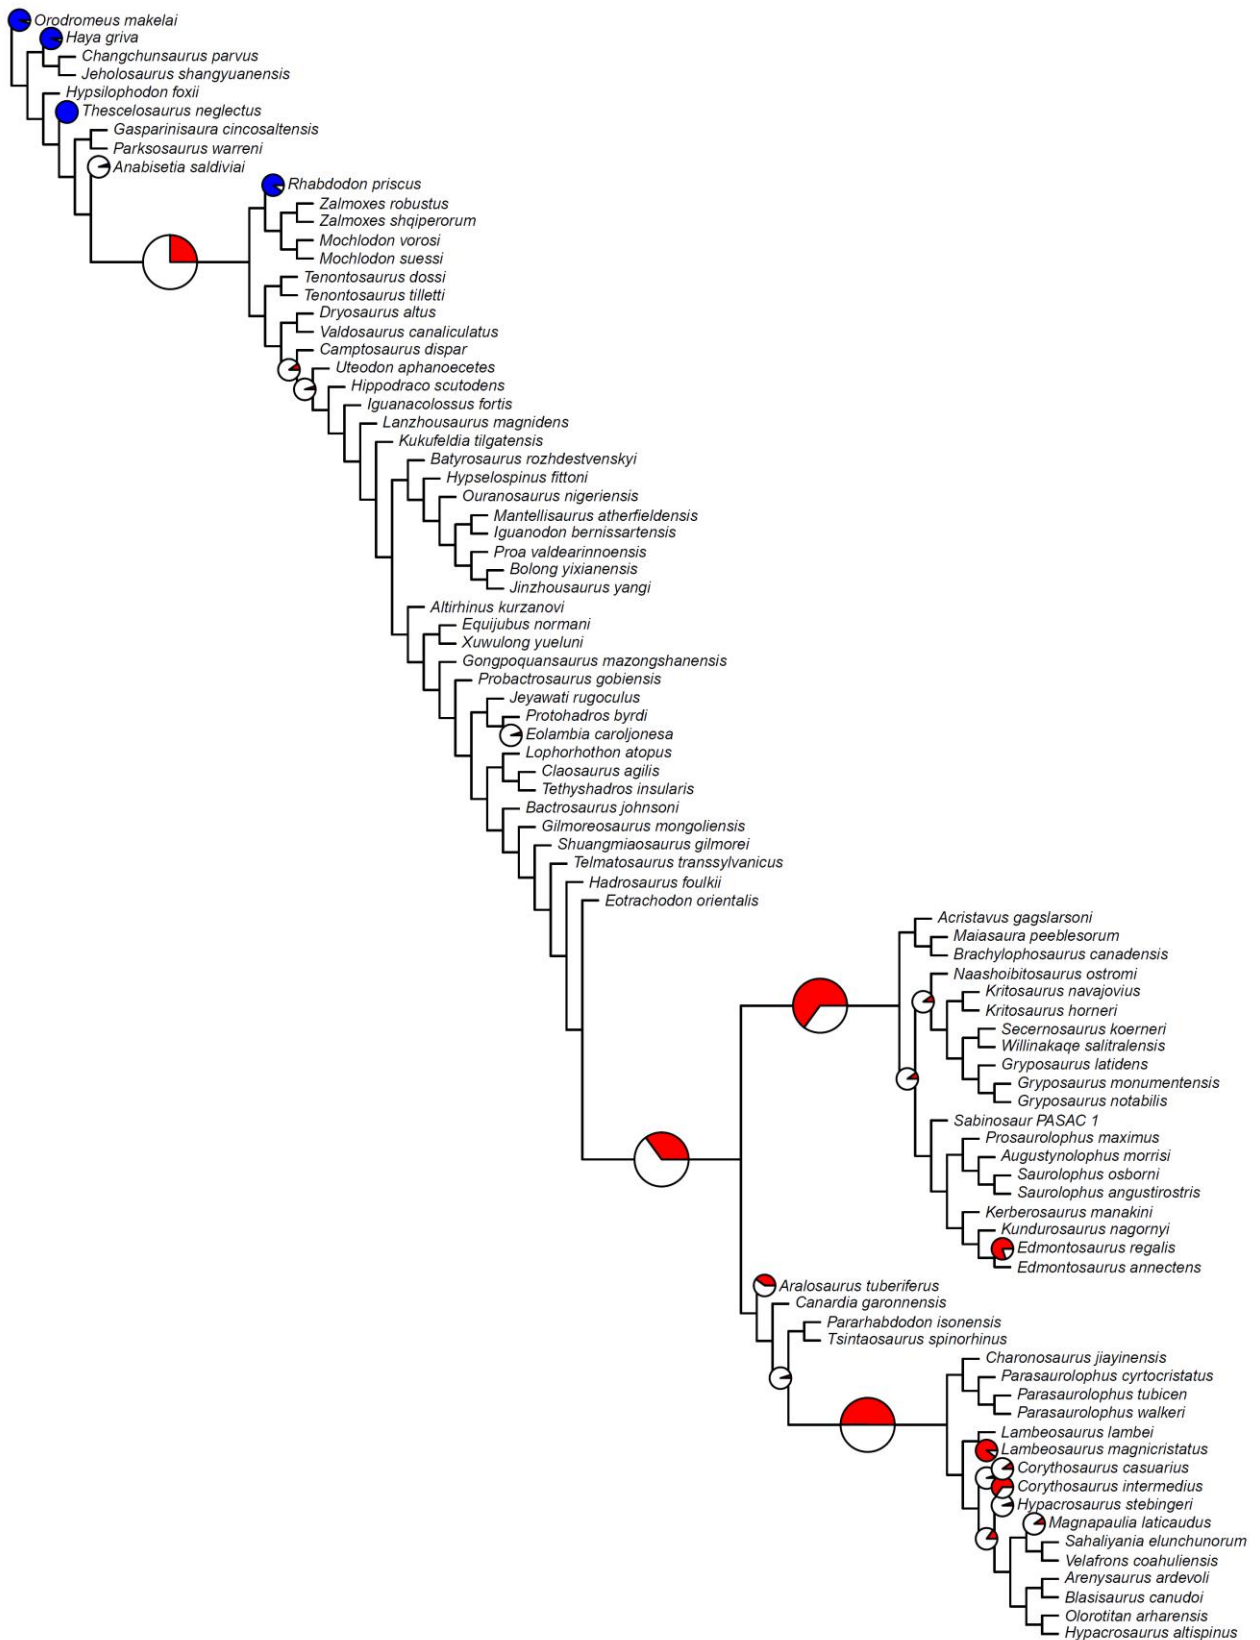 Orodromeus makelai
Haya griva
Changchunsaurus parvus
Jeholosaurus shangyuanensis
Hypsilophodon foxii
Thescelosaurus neglectus
Gasparinisaura cincosaltensis
Parksosaurus warreni
Anabisetia saldiviai
Rhabdodon priscus
Zalmoxes robustus
Zalmoxes shqiperorum
Mochlodon vorosi
Mochlodon suessi
Tenontosaurus dossi
Tenontosaurus tilletti
Dryosaurus altus
Valdosaurus canaliculatus
Camptosaurus dispar
Uteodon aphanoecetes
Hippodraco scutodens
Iguanacolossus fortis
Lanzhousaurus magnidens
Kukufeldia tilgatensis
Batyrosaurus rozhdestvenskyi
Hypselospinus fittoni
Ouranosaurus nigeriensis
Mantellisaurus atherfieldensis
Iguanodon bernissartensis
Proa valdearinnoensis
Bolong yixianensis
Jinzhousaurus yangi
Altirhinus kurzanovi
Equijubus normani
Xuwulong yueluni
Gongpoquansaurus mazongshanensis
Probactrosaurus gobiensis
Jeyawati rugoculus
Protohadros byrdi
Eolambia caroljonesa
Lophorhothon atopus
Claosaurus agilis
Tethyshadros insularis
Bactrosaurus johnsoni
Gilmoreosaurus mongoliensis
Shuangmiaosaurus gilmorei
Telmatosaurus transsylvanicus
Hadrosaurus foulkii
Eotrachodon orientalis
Acristavus gagslarsoni
Maiasaura peeblesorum
Brachylophosaurus canadensis
Naashoibitosaurus ostromi
Kritosaurus navajovius
Kritosaurus horneri
Secernosaurus koerneri
Willinakaqe salitralensis
Gryposaurus latidens
Gryposaurus monumentensis
Gryposaurus notabilis
Sabinosaur PASAC 1
Prosaurolophus maximus
Augustynolophus morrisi
Saurolophus osborni
Saurolophus angustirostris
Kerberosaurus manakini
Kundurosaurus nagornyi
Edmontosaurus regalis
Edmontosaurus annectens
Aralosaurus tuberiferus
Canardia garonnensis
Pararhabdodon isonensis
Tsintaosaurus spinorhinus
Charonosaurus jiayinensis
Parasaurolophus cyrtocristatus
Parasaurolophus tubicen
Parasaurolophus walkeri
Lambeosaurus lambei
Lambeosaurus magnicristatus
Corythosaurus casuarius
Corythosaurus intermedius
Hypacrosaurus stebingeri
Magnapaulia laticaudus
Sahaliyania elunchunorum
Velafrons coahuliensis
Arenysaurus ardevoli
Blasisaurus canudoi
Olorotitan arharensis
Hypacrosaurus altispinus